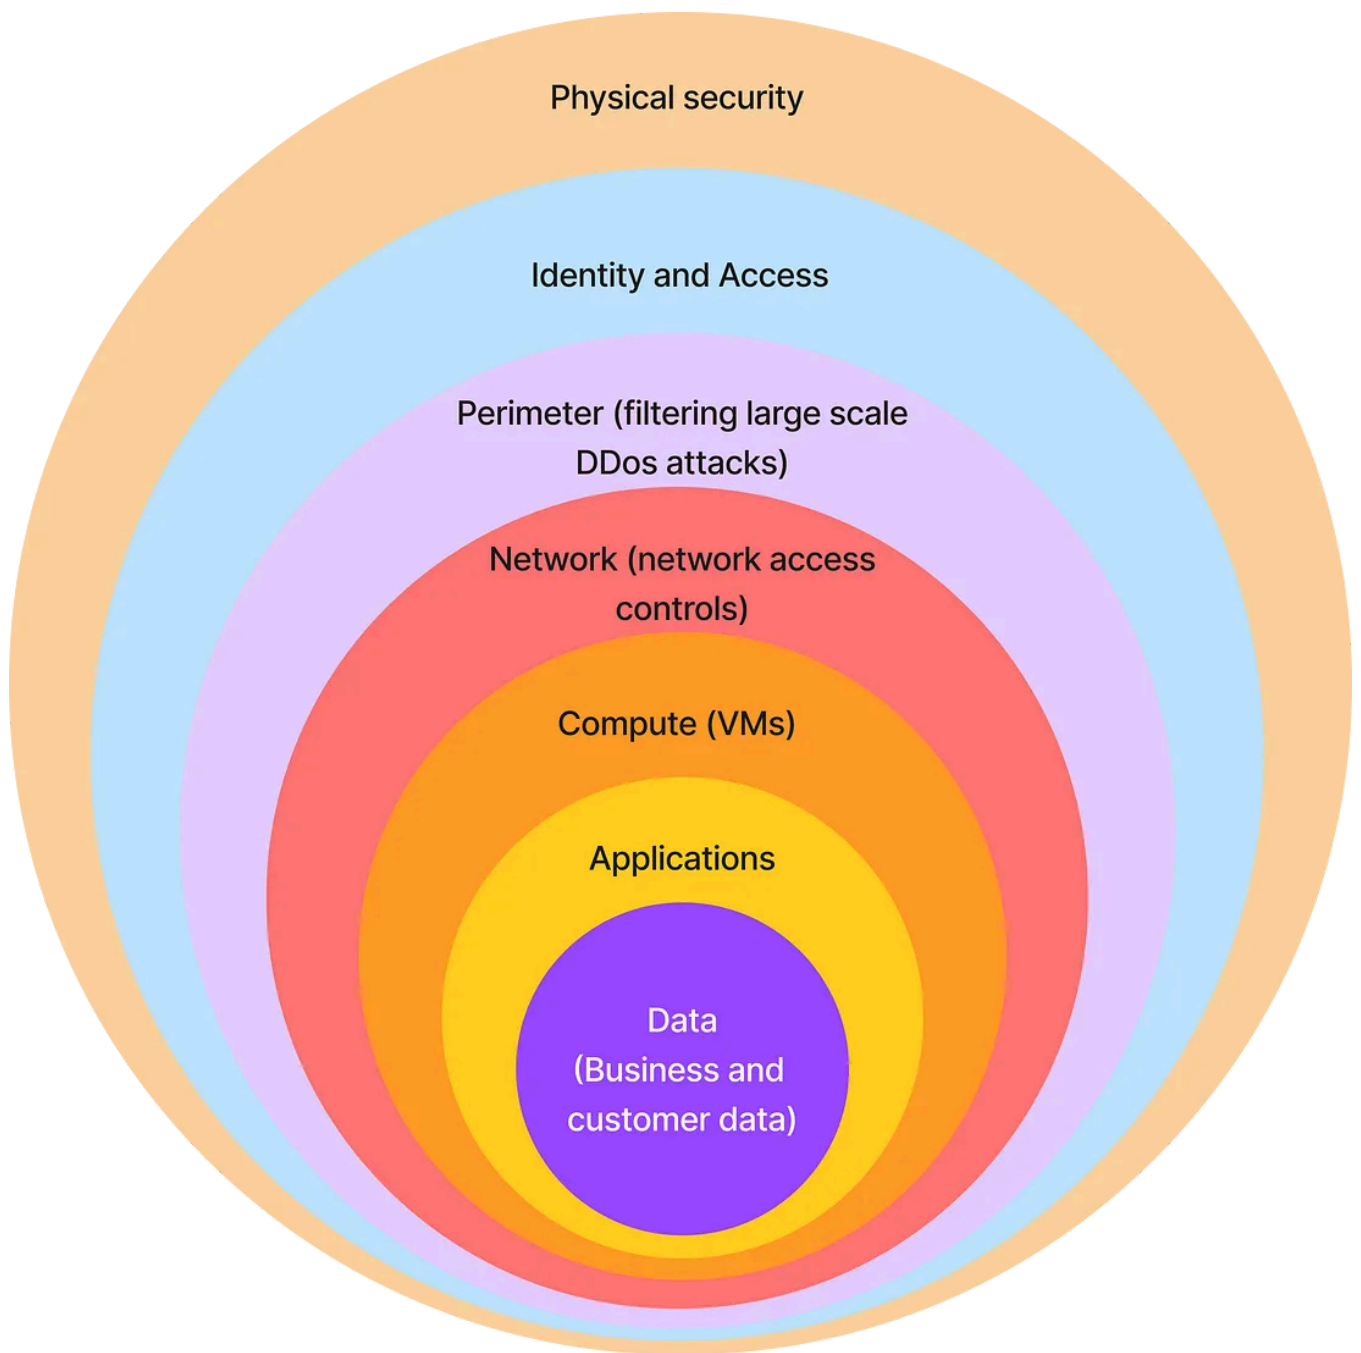 Physical security
Identity and Access
Perimeter (filtering large scale
DDos attacks)
Network (network access
controls)
Compute (VMs)
Applications
Data
(Business and
customer data)